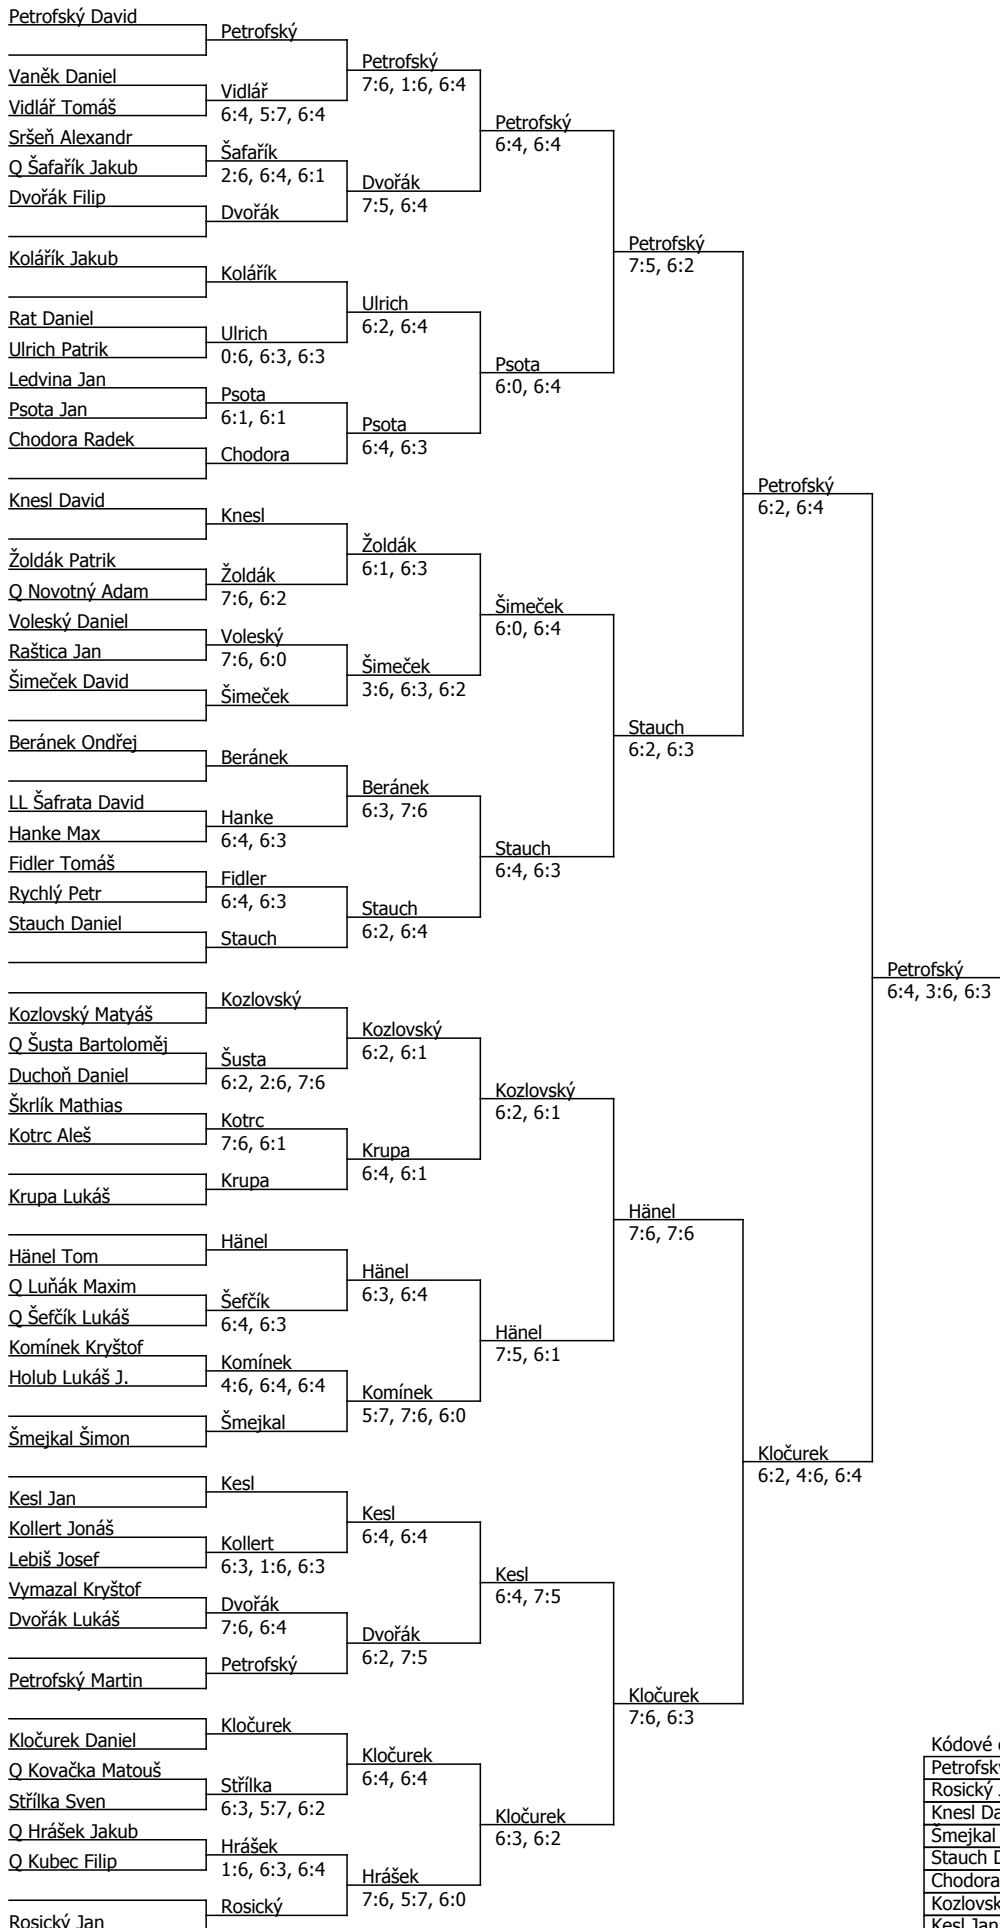 Petrofský David
Vaněk Daniel
Vidlář Tomáš
Sršeň Alexandr
Q Šafařík Jakub
Dvořák Filip
Kolářík Jakub
Rat Daniel
Ulrich Patrik
Ledvina Jan
Psota Jan
Chodora Radek
Knesl David
Žoldák Patrik
Q Novotný Adam
Voleský Daniel
Raštica Jan
Šimeček David
Beránek Ondřej
LL Šafrata David
Hanke Max
Fidler Tomáš
Rychlý Petr
Stauch Daniel
Kozlovský Matyáš
Q Šusta Bartoloměj
Duchoň Daniel
Škrlík Mathias
Kotrc Aleš
Krupa Lukáš
Hänel Tom
Q Luňák Maxim
Q Šefčík Lukáš
Komínek Kryštof
Holub Lukáš J.
Šmejkal Šimon
Kesl Jan
Kollert Jonáš
Lebiš Josef
Vymazal Kryštof
Dvořák Lukáš
Petrofský Martin
Kločurek Daniel
Q Kovačka Matouš
Střílka Sven
Q Hrášek Jakub
Q Kubec Filip
Rosický Jan
Petrofský
Vidlář
6:4, 5:7, 6:4
Šafařík
2:6, 6:4, 6:1
Dvořák
Kolářík
Ulrich
0:6, 6:3, 6:3
Psota
6:1, 6:1
Chodora
Knesl
Žoldák
7:6, 6:2
Voleský
7:6, 6:0
Šimeček
Beránek
Hanke
6:4, 6:3
Fidler
6:4, 6:3
Stauch
Kozlovský
Šusta
6:2, 2:6, 7:6
Kotrc
7:6, 6:1
Krupa
Hänel
Šefčík
6:4, 6:3
Komínek
4:6, 6:4, 6:4
Šmejkal
Kesl
Kollert
6:3, 1:6, 6:3
Dvořák
7:6, 6:4
Petrofský
Kločurek
Střílka
6:3, 5:7, 6:2
Hrášek
1:6, 6:3, 6:4
Rosický
Petrofský
7:6, 1:6, 6:4
Dvořák
7:5, 6:4
Ulrich
6:2, 6:4
Psota
6:4, 6:3
Žoldák
6:1, 6:3
Šimeček
3:6, 6:3, 6:2
Beránek
6:3, 7:6
Stauch
6:2, 6:4
Kozlovský
6:2, 6:1
Krupa
6:4, 6:1
Hänel
6:3, 6:4
Komínek
5:7, 7:6, 6:0
Kesl
6:4, 6:4
Dvořák
6:2, 7:5
Kločurek
6:4, 6:4
Hrášek
7:6, 5:7, 6:0
Petrofský
6:4, 6:4
Psota
6:0, 6:4
Šimeček
6:0, 6:4
Stauch
6:4, 6:3
Kozlovský
6:2, 6:1
Hänel
7:5, 6:1
Kesl
6:4, 7:5
Kločurek
6:3, 6:2
Petrofský
7:5, 6:2
Stauch
6:2, 6:3
Hänel
7:6, 7:6
Kločurek
7:6, 6:3
Petrofský
6:2, 6:4
Kločurek
6:2, 4:6, 6:4
Petrofský
6:4, 3:6, 6:3
Kódové
Petrofský
Rosický
Knesl
Šmejkal
Stauch
Chodora
Kozlovsk
Kesl Jan